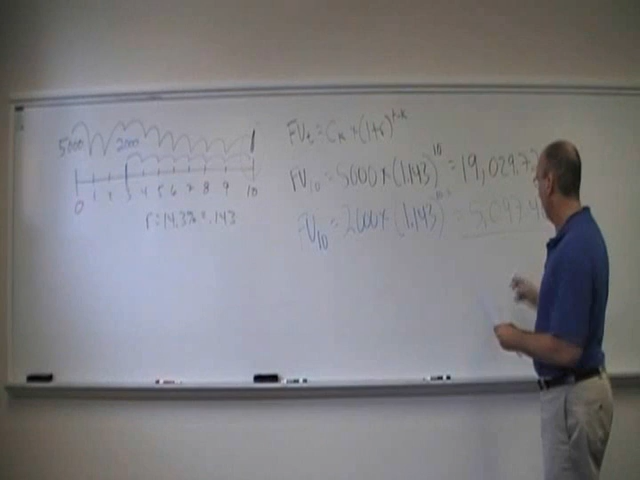 5000 2000
0 1 2 3 4 5 6 7 8 9 10
r = 14.3% = .143
FVt = CK × (1+r)^t-K
FV10 = 5000 × (1.143)^10 = 19,029.7
FV10 = 2000 × (1.143)